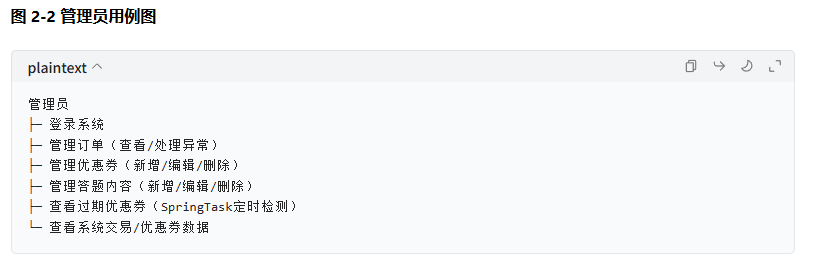 图 2-2 管理员用例图
plaintext
管理员
├─ 登录系统
├─ 管理订单（查看/处理异常）
├─ 管理优惠券（新增/编辑/删除）
├─ 管理答题内容（新增/编辑/删除）
├─ 查看过期优惠券（SpringTask定时检测）
└─ 查看系统交易/优惠券数据